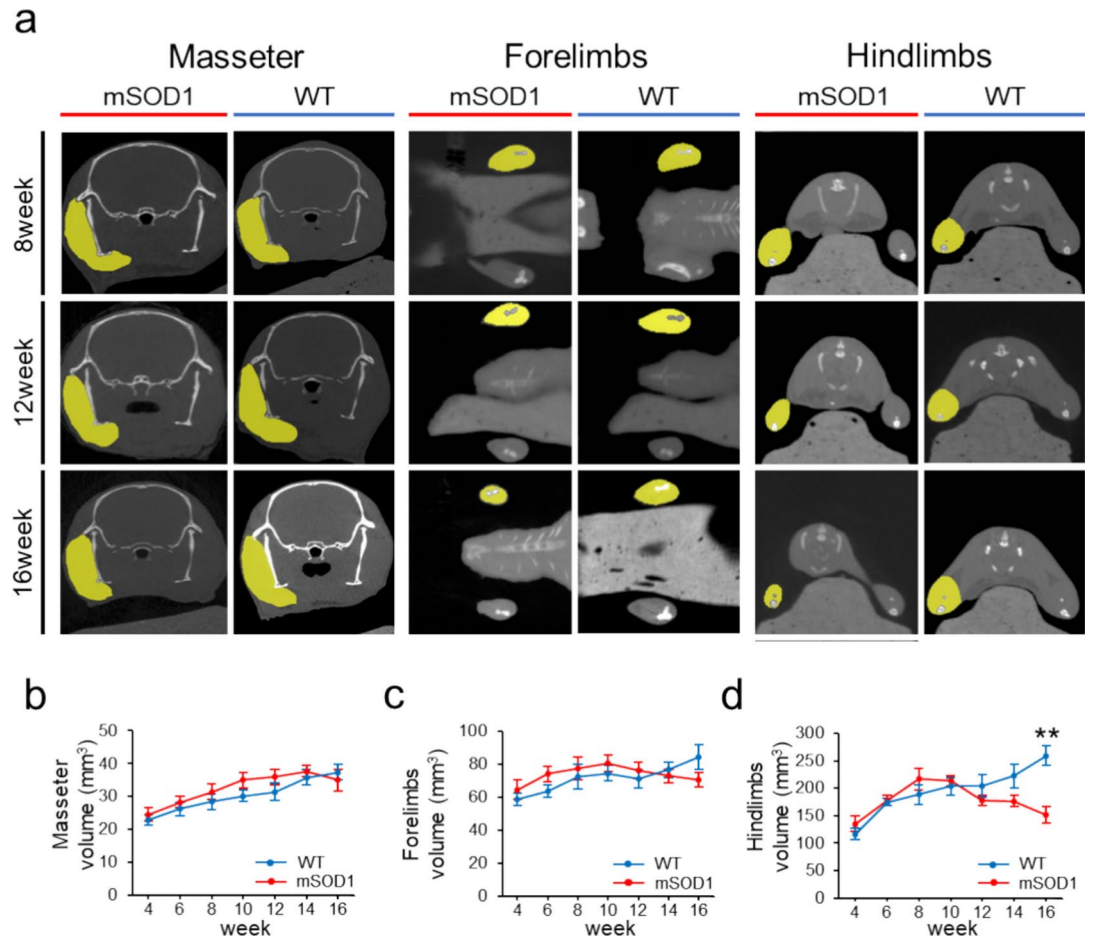 a
Masseter Forelimbs Hindlimbs
mSOD1 WT mSOD1 WT mSOD1 WT
8week
12week
16week
b
Masseter
volume (mm³)
50
40
30
20
10
0
4 6 8 10 12 14 16
week
WT
mSOD1
c
Forelimbs
volume (mm³)
100
80
60
40
20
0
4 6 8 10 12 14 16
week
WT
mSOD1
d
Hindlimbs
volume (mm³)
300
250
200
150
100
50
0
**
4 6 8 10 12 14 16
week
WT
mSOD1